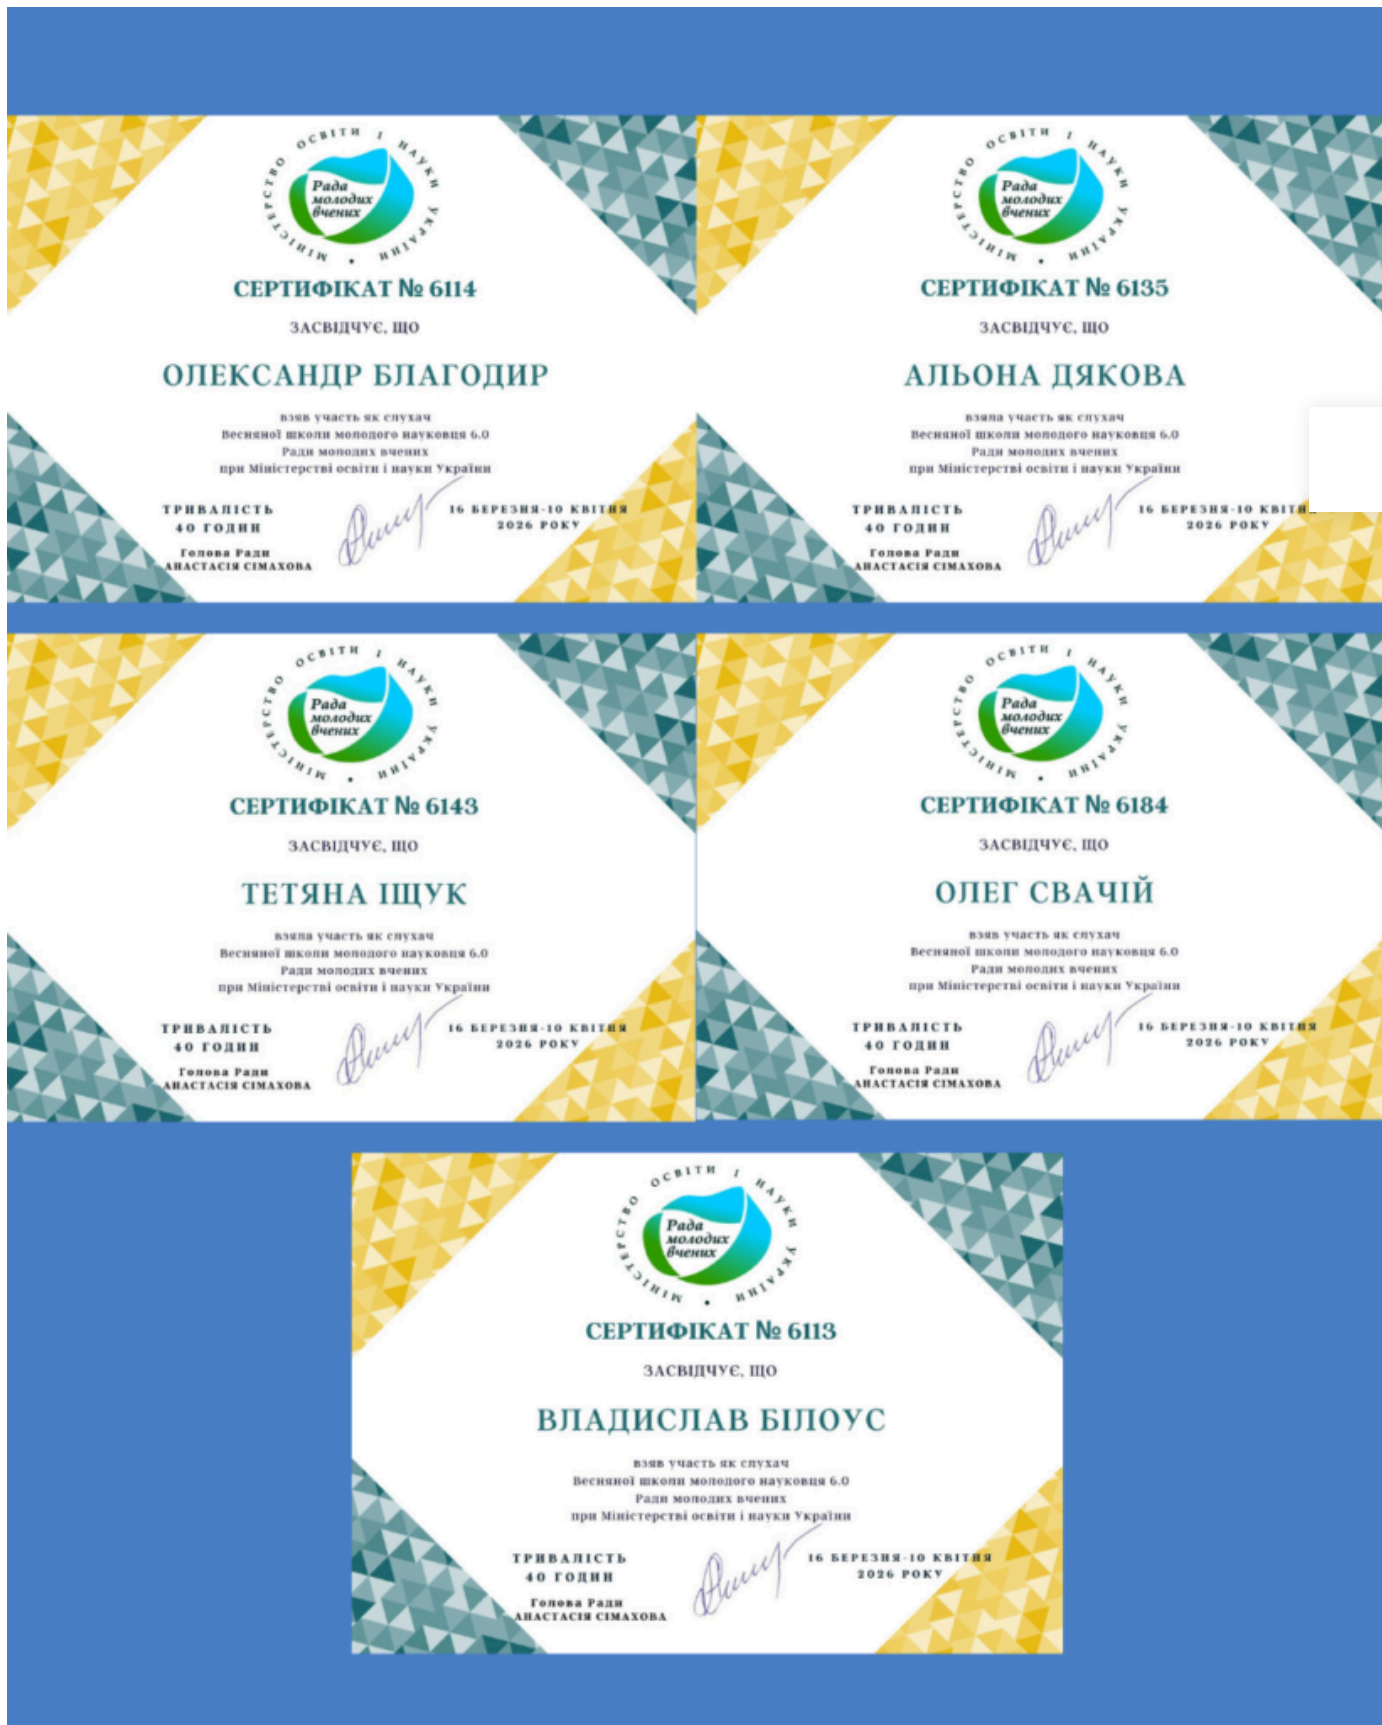 МІНІСТЕРСТВО ОСВІТИ І НАУКИ УКРАЇНИ
Рада
молодих
вчених
СЕРТИФІКАТ № 6114
ЗАСВІДЧУЄ, ЩО
ОЛЕКСАНДР БЛАГОДИР
взяв участь як слухач
Весняної школи молодого науковця 6.0
Ради молодих вчених
при Міністерстві освіти і науки України
ТРИВАЛІСТЬ
40 ГОДИН
16 БЕРЕЗНЯ-10 КВІТНЯ
2026 РОКУ
Голова Ради
АНАСТАСІЯ СІМАХОВА
МІНІСТЕРСТВО ОСВІТИ І НАУКИ УКРАЇНИ
Рада
молодих
вчених
СЕРТИФІКАТ № 6135
ЗАСВІДЧУЄ, ЩО
АЛЬОНА ДЯКОВА
взяла участь як слухач
Весняної школи молодого науковця 6.0
Ради молодих вчених
при Міністерстві освіти і науки України
ТРИВАЛІСТЬ
40 ГОДИН
16 БЕРЕЗНЯ-10 КВІТНЯ
2026 РОКУ
Голова Ради
АНАСТАСІЯ СІМАХОВА
МІНІСТЕРСТВО ОСВІТИ І НАУКИ УКРАЇНИ
Рада
молодих
вчених
СЕРТИФІКАТ № 6143
ЗАСВІДЧУЄ, ЩО
ТЕТЯНА ІЩУК
взяла участь як слухач
Весняної школи молодого науковця 6.0
Ради молодих вчених
при Міністерстві освіти і науки України
ТРИВАЛІСТЬ
40 ГОДИН
16 БЕРЕЗНЯ-10 КВІТНЯ
2026 РОКУ
Голова Ради
АНАСТАСІЯ СІМАХОВА
МІНІСТЕРСТВО ОСВІТИ І НАУКИ УКРАЇНИ
Рада
молодих
вчених
СЕРТИФІКАТ № 6184
ЗАСВІДЧУЄ, ЩО
ОЛЕГ СВАЧІЙ
взяв участь як слухач
Весняної школи молодого науковця 6.0
Ради молодих вчених
при Міністерстві освіти і науки України
ТРИВАЛІСТЬ
40 ГОДИН
16 БЕРЕЗНЯ-10 КВІТНЯ
2026 РОКУ
Голова Ради
АНАСТАСІЯ СІМАХОВА
МІНІСТЕРСТВО ОСВІТИ І НАУКИ УКРАЇНИ
Рада
молодих
вчених
СЕРТИФІКАТ № 6113
ЗАСВІДЧУЄ, ЩО
ВЛАДИСЛАВ БІЛОУС
взяв участь як слухач
Весняної школи молодого науковця 6.0
Ради молодих вчених
при Міністерстві освіти і науки України
ТРИВАЛІСТЬ
40 ГОДИН
16 БЕРЕЗНЯ-10 КВІТНЯ
2026 РОКУ
Голова Ради
АНАСТАСІЯ СІМАХОВА